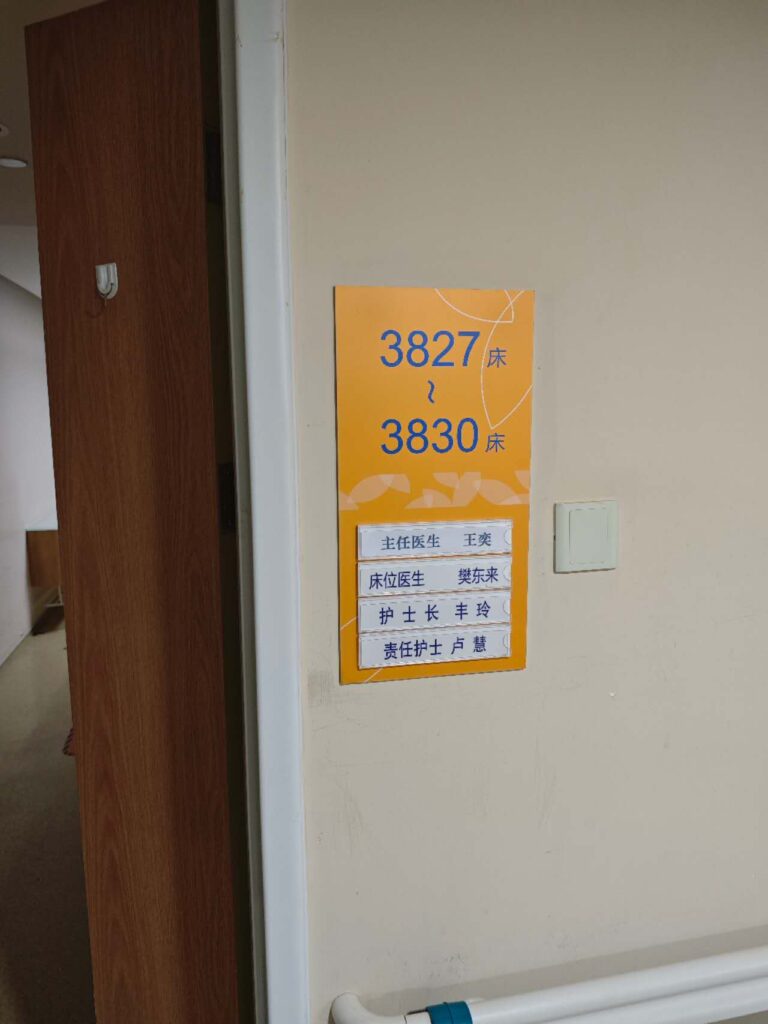 3827床
~
3830床
主任医生 王奕
床位医生 樊东来
护士长 丰玲
责任护士 卢慧